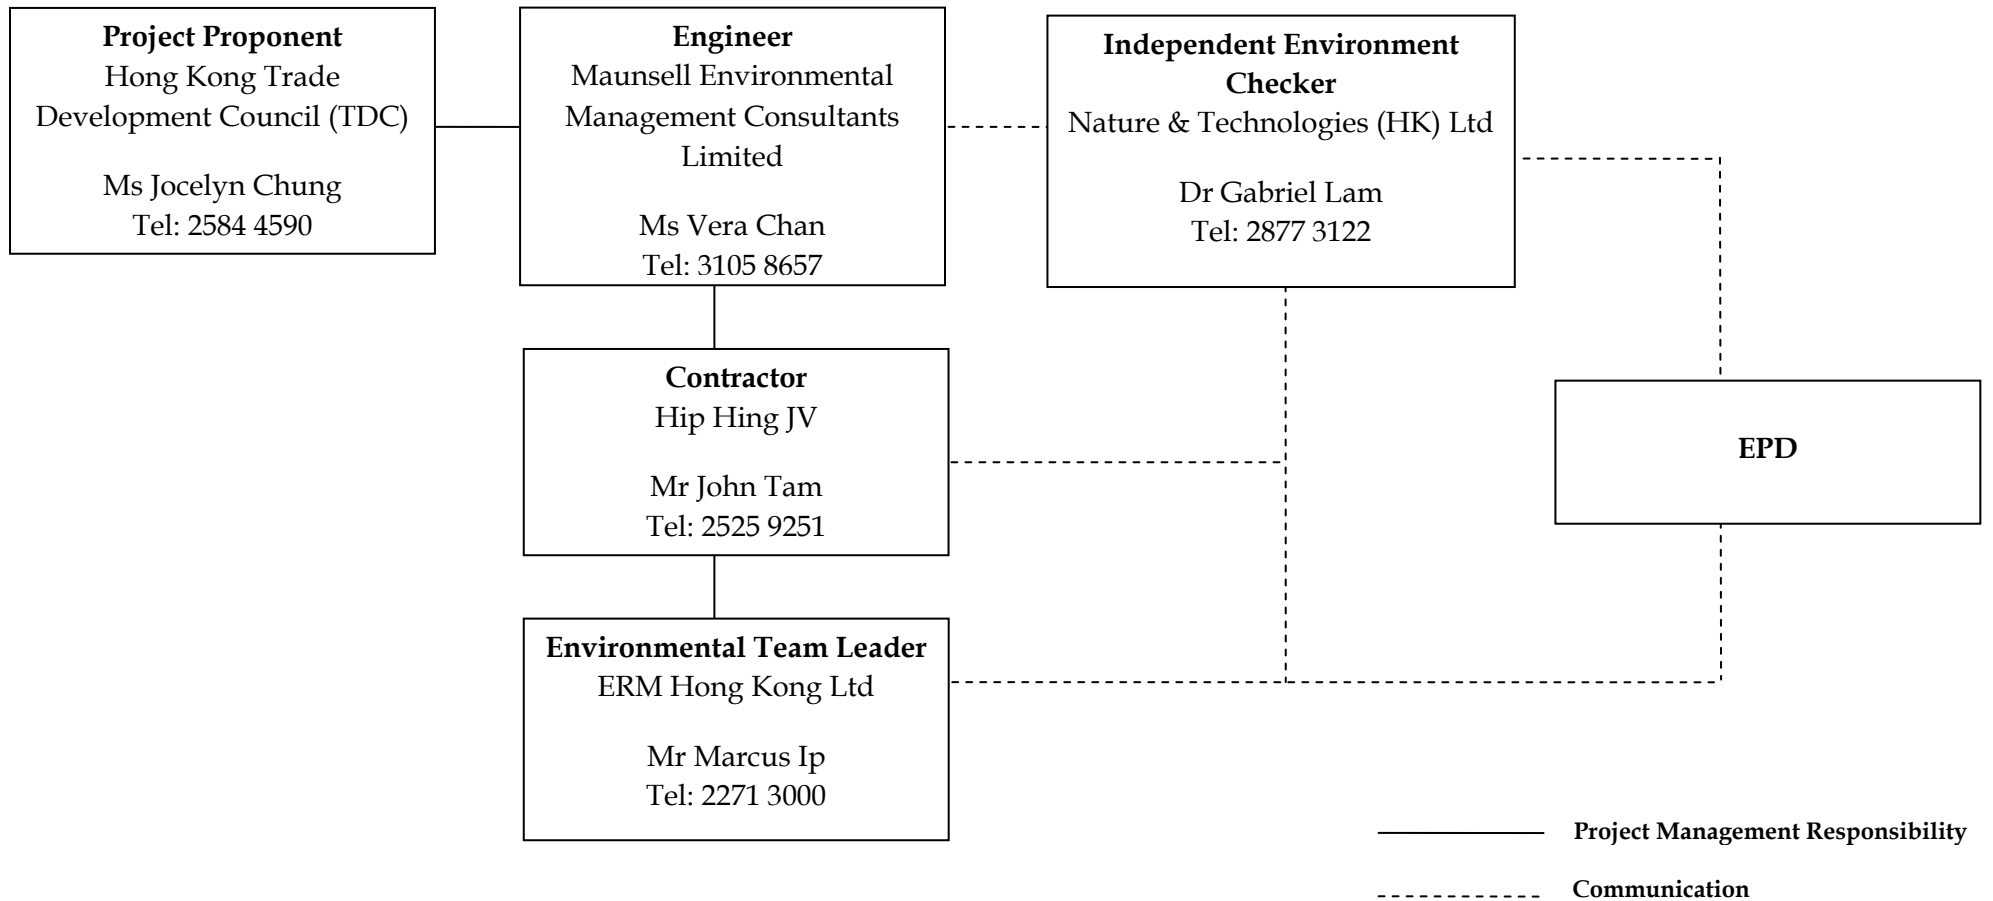 Project Proponent
Hong Kong Trade
Development Council (TDC)
Ms Jocelyn Chung
Tel: 2584 4590
Engineer
Maunsell Environmental
Management Consultants
Limited
Ms Vera Chan
Tel: 3105 8657
Independent Environment
Checker
Nature & Technologies (HK) Ltd
Dr Gabriel Lam
Tel: 2877 3122
Contractor
Hip Hing JV
Mr John Tam
Tel: 2525 9251
EPD
Environmental Team Leader
ERM Hong Kong Ltd
Mr Marcus Ip
Tel: 2271 3000
Project Management Responsibility
Communication